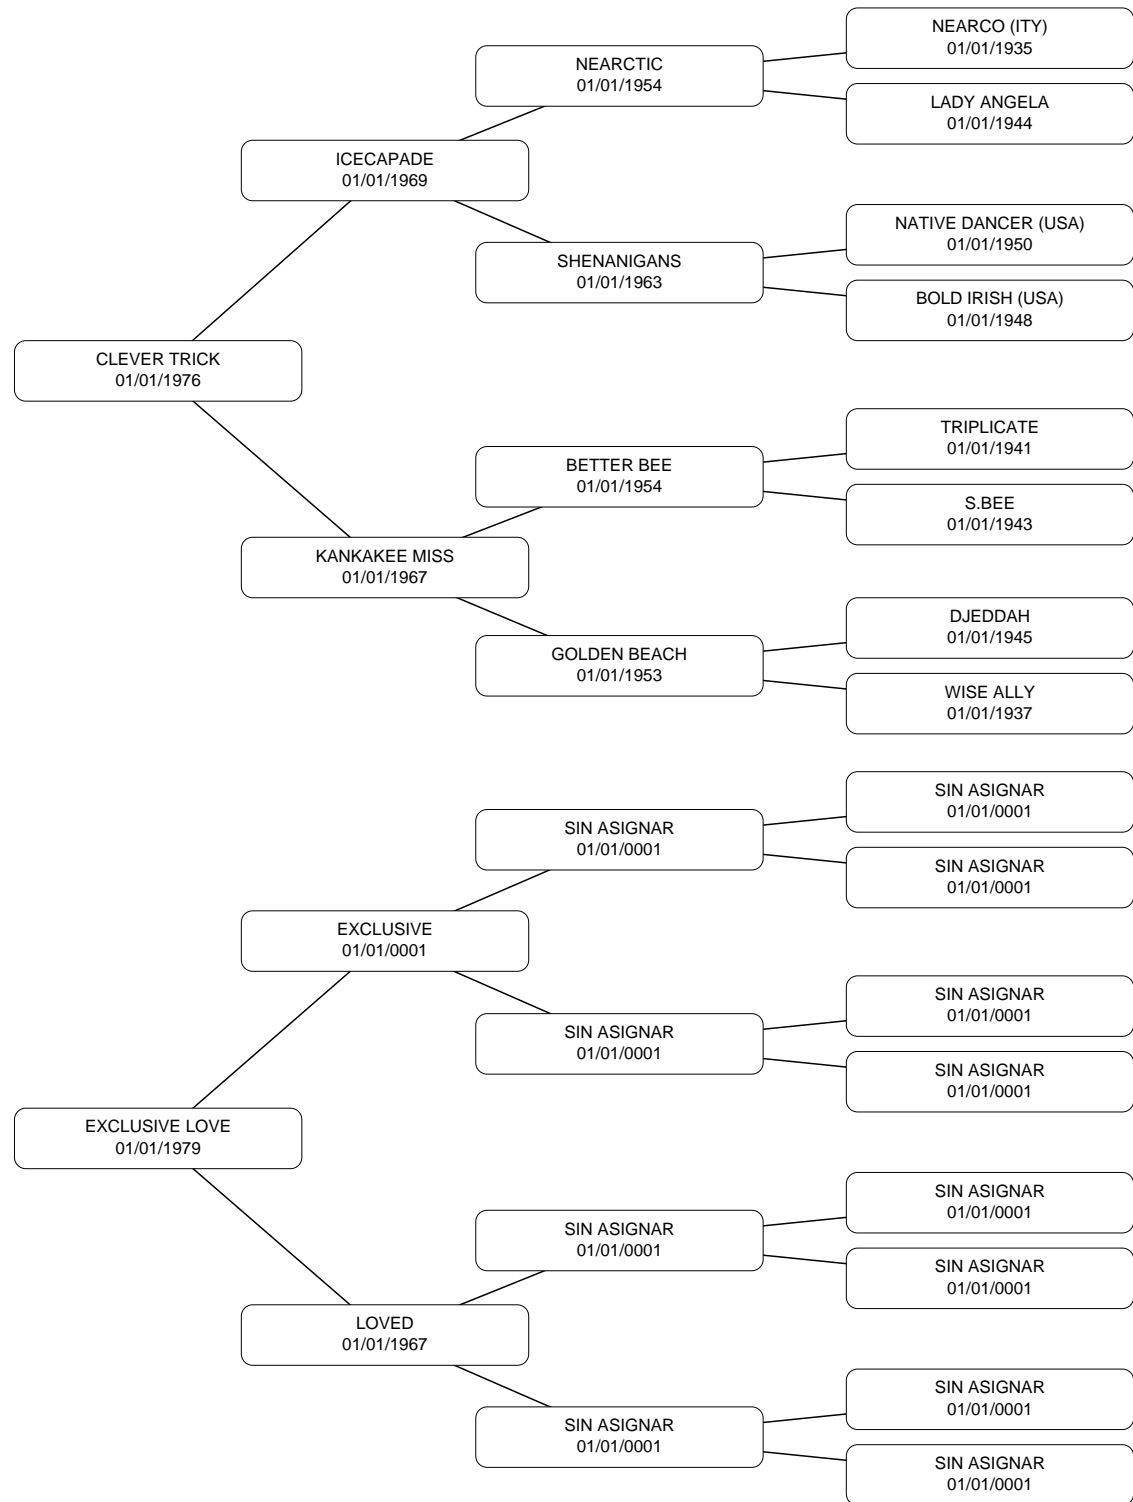 NEARCO (ITY)
01/01/1935
NEARCTIC
01/01/1954
LADY ANGELA
01/01/1944
ICECAPADE
01/01/1969
NATIVE DANCER (USA)
01/01/1950
SHENANIGANS
01/01/1963
BOLD IRISH (USA)
01/01/1948
CLEVER TRICK
01/01/1976
TRIPLICATE
01/01/1941
BETTER BEE
01/01/1954
S.BEE
01/01/1943
KANKAKEE MISS
01/01/1967
DJEDDAH
01/01/1945
GOLDEN BEACH
01/01/1953
WISE ALLY
01/01/1937
SIN ASIGNAR
01/01/0001
SIN ASIGNAR
01/01/0001
SIN ASIGNAR
01/01/0001
EXCLUSIVE
01/01/0001
SIN ASIGNAR
01/01/0001
SIN ASIGNAR
01/01/0001
SIN ASIGNAR
01/01/0001
EXCLUSIVE LOVE
01/01/1979
SIN ASIGNAR
01/01/0001
SIN ASIGNAR
01/01/0001
SIN ASIGNAR
01/01/0001
LOVED
01/01/1967
SIN ASIGNAR
01/01/0001
SIN ASIGNAR
01/01/0001
SIN ASIGNAR
01/01/0001